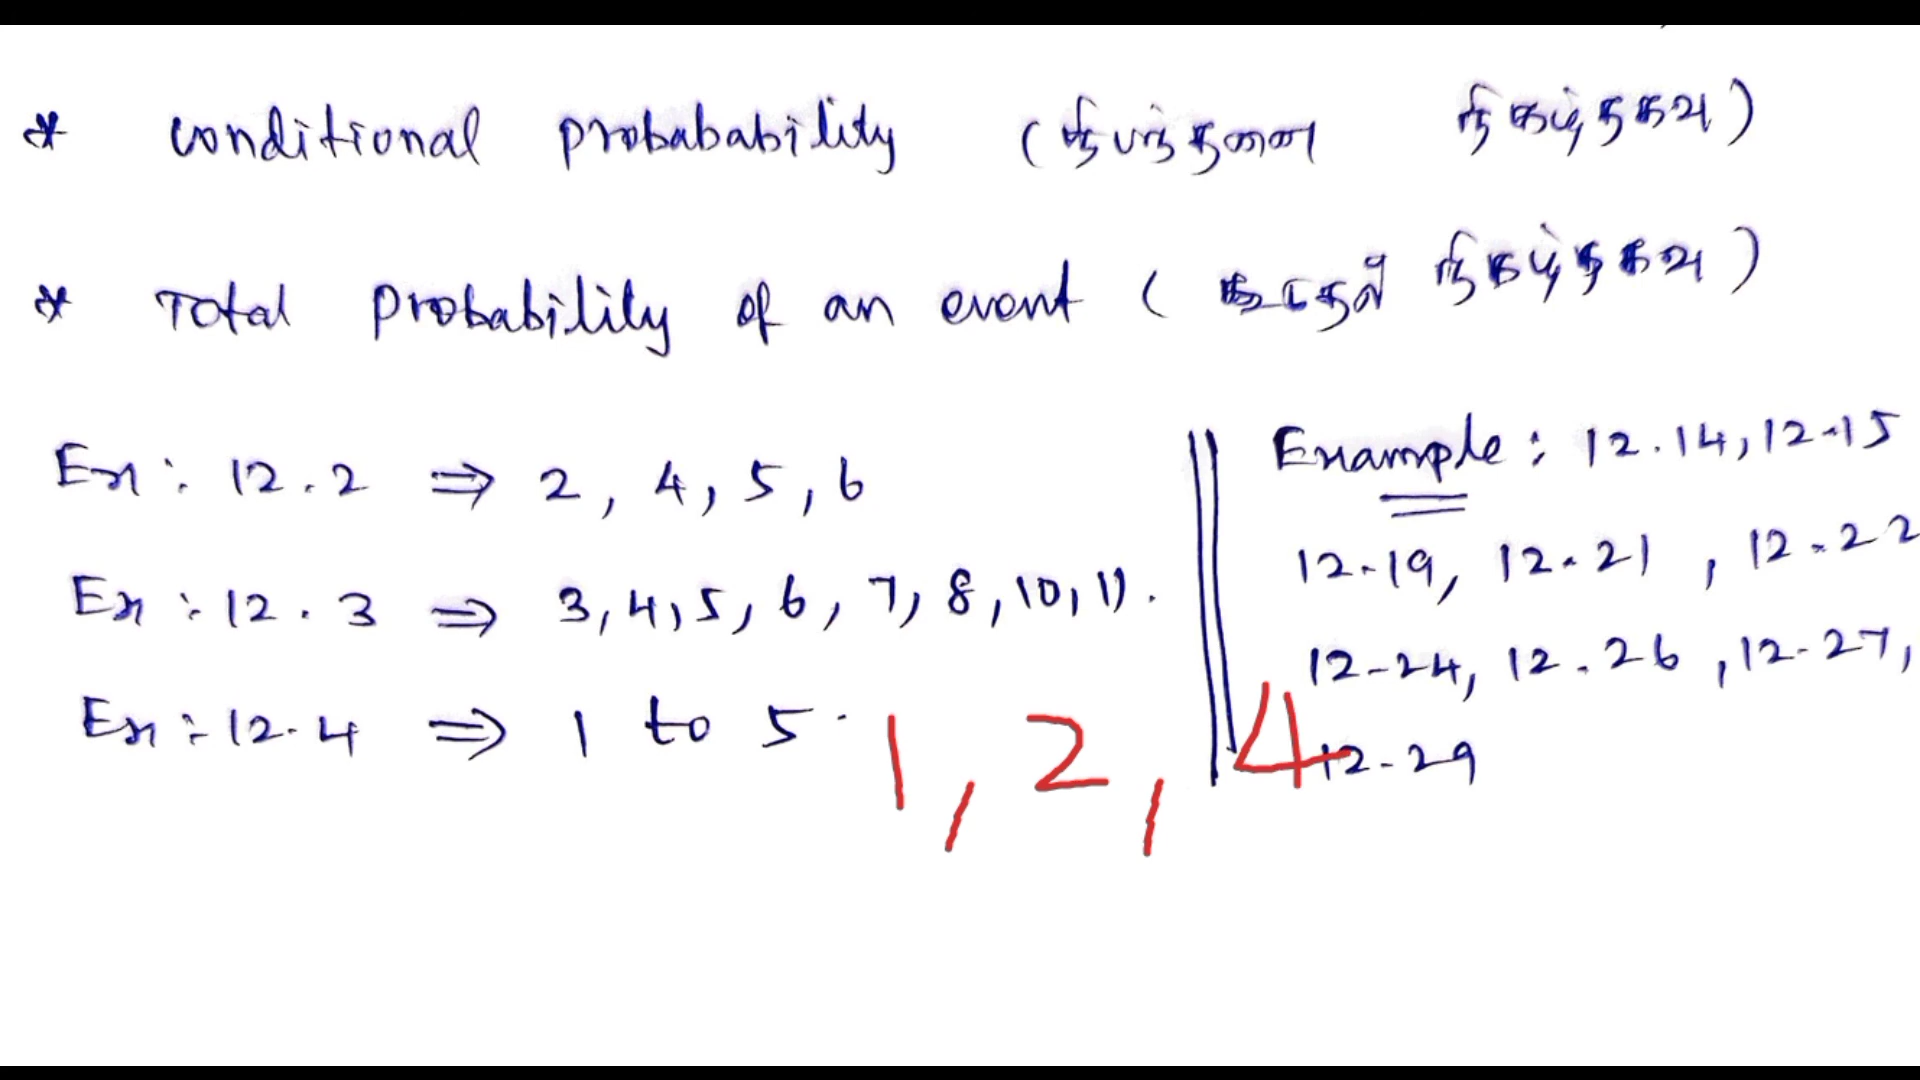 * conditional probabability (நிபந்தனை நிகழ்தகவு)
* Total Probability of an event ( கூடுதல் நிகழ்தகவு )
Ex : 12.2 ⇒ 2, 4, 5, 6
Ex : 12.3 ⇒ 3, 4, 5, 6, 7, 8, 10, 11.
Ex : 12.4 ⇒ 1 to 5. 1, 2, 4
Example : 12.14, 12.15
12.19, 12.21, 12.22
12-24, 12.26, 12-27,
12-29